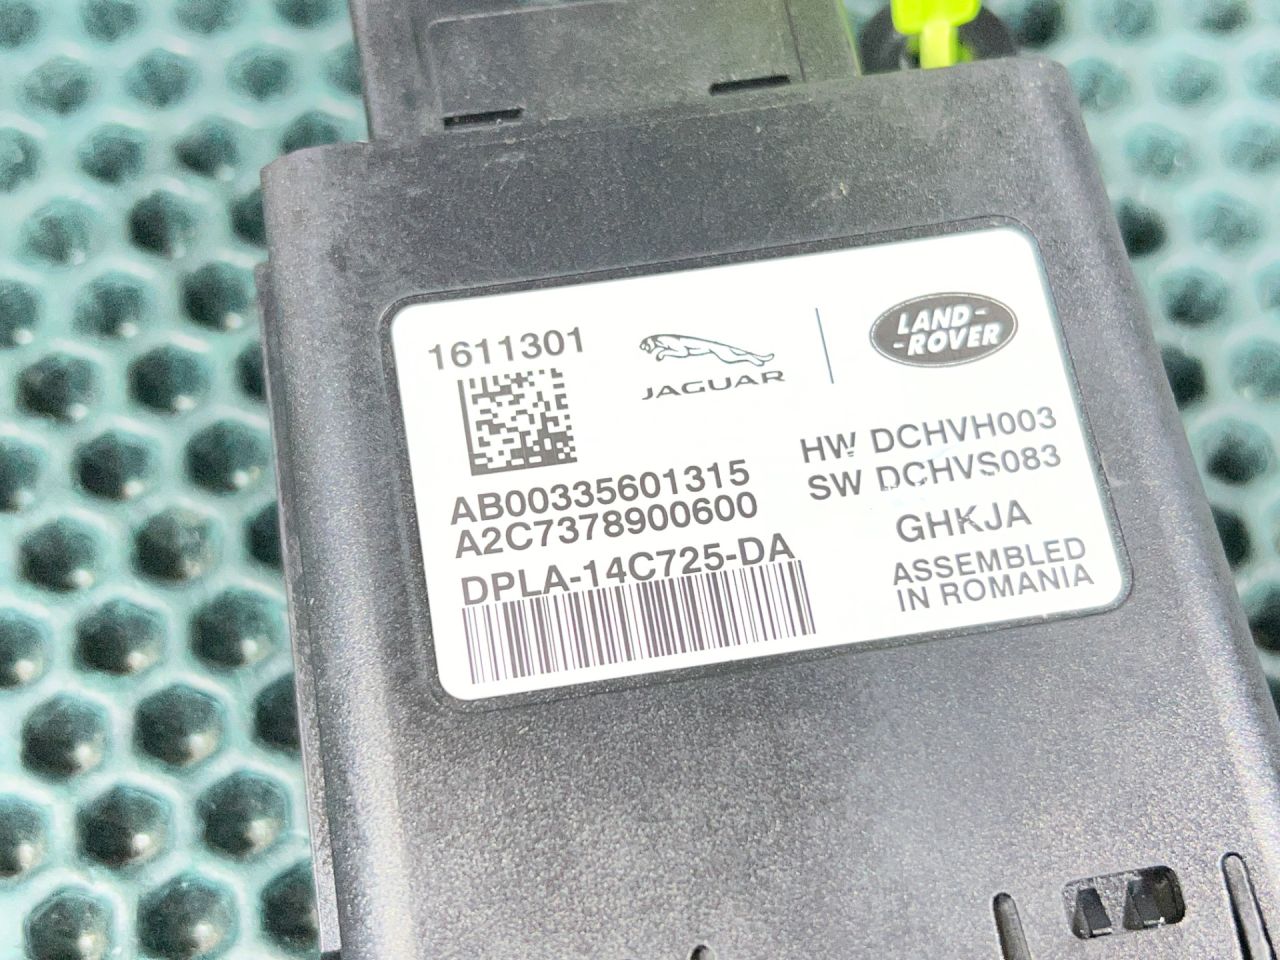 1611301
JAGUAR
LAND-
-ROVER
HW DCHVH003
SW DCHVS083
AB00335601315
A2C7378900600
GHKJA
DPLA-14C725-DA
ASSEMBLED
IN ROMANIA